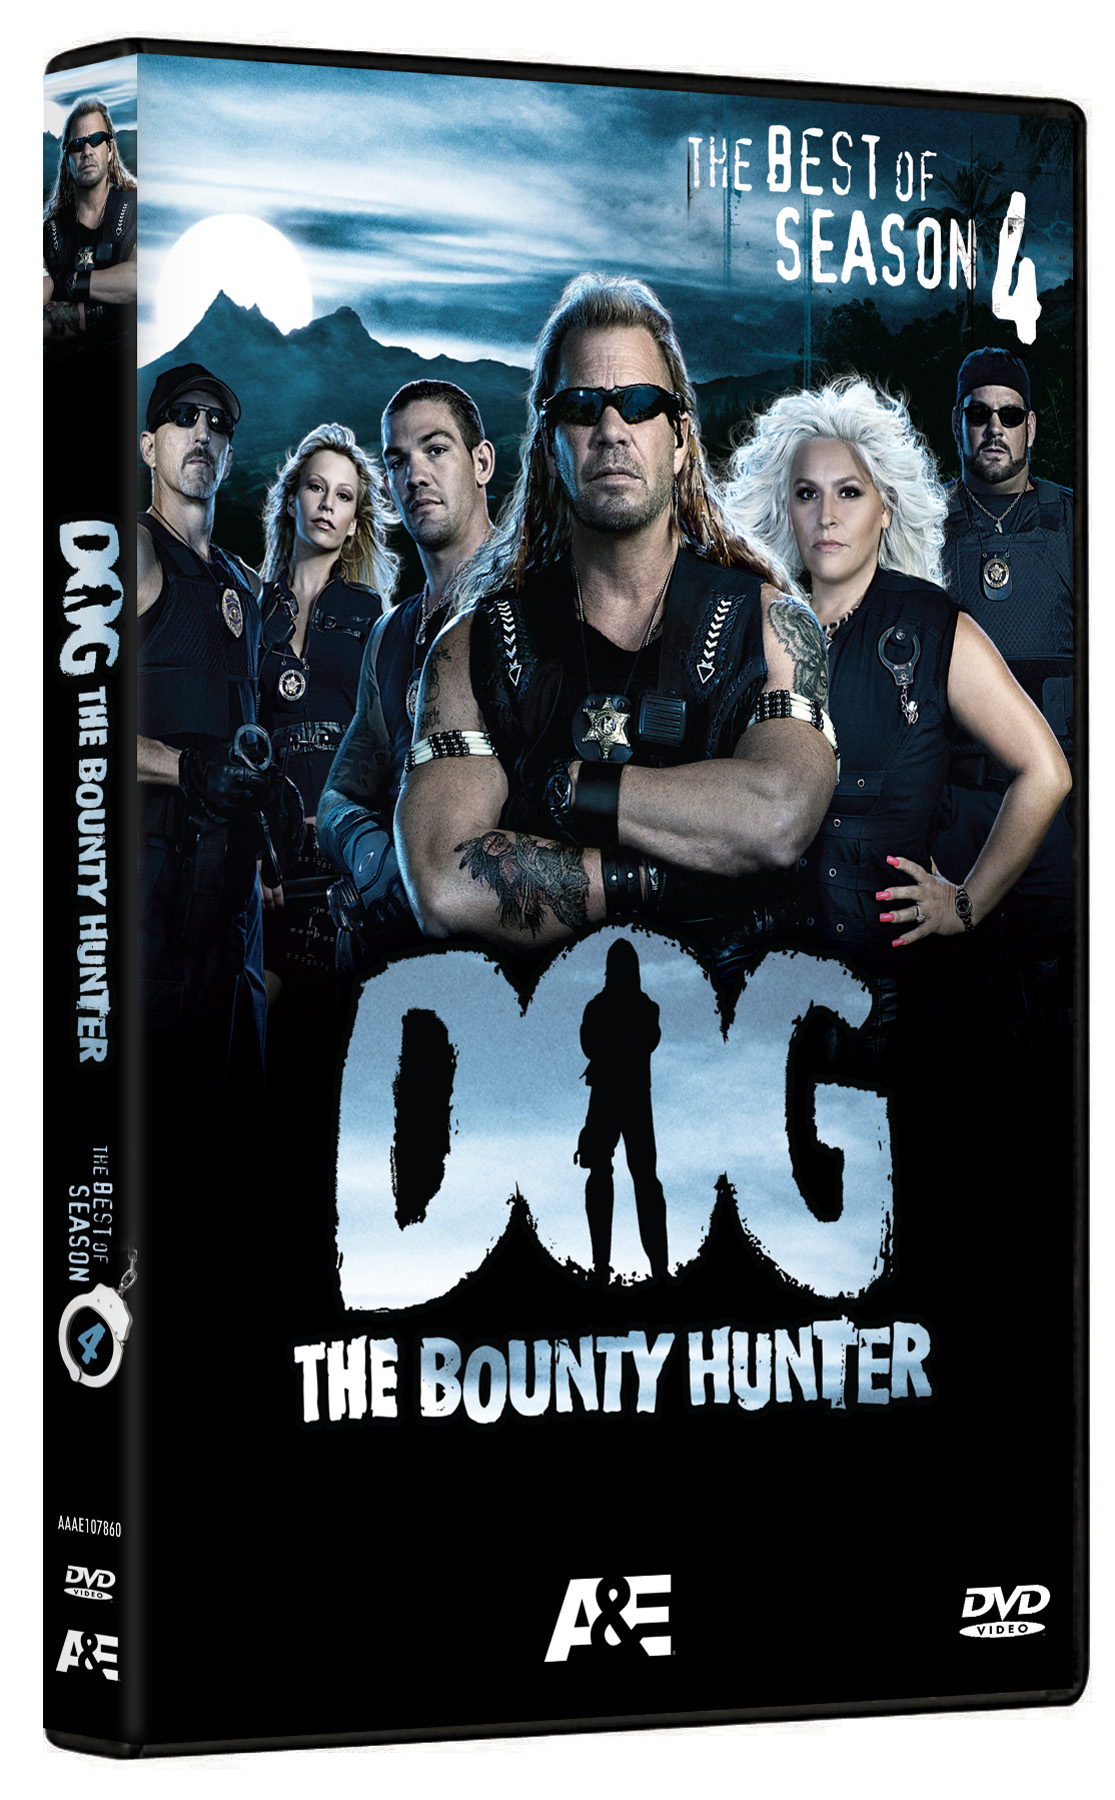 THE BEST OF
SEASON 4
DOG
THE BOUNTY HUNTER
A&E
DVD
VIDEO
DOG THE BOUNTY HUNTER
THE BEST OF
SEASON
4
AAAE107860
DVD
VIDEO
A&E